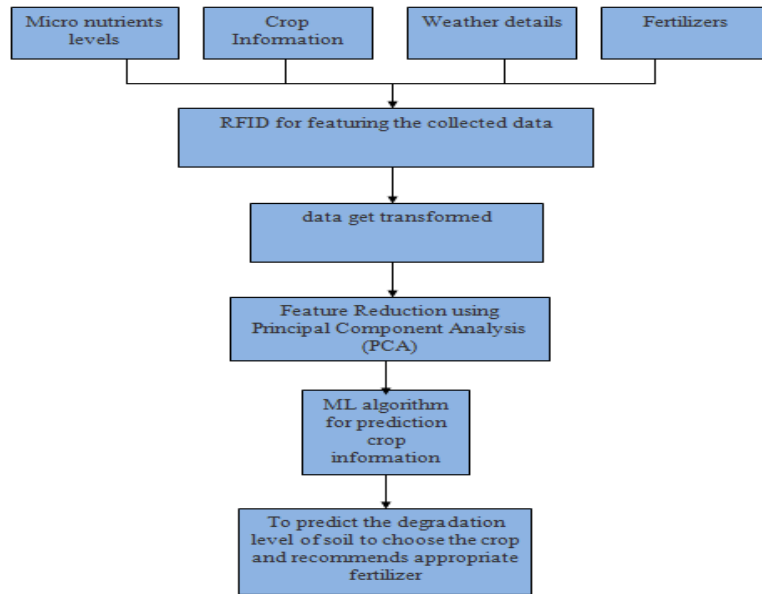 Micro nutrients
levels
Crop
Information
Weather details
Fertilizers
RFID for featuring the collected data
data get transformed
Feature Reduction using
Principal Component Analysis
(PCA)
ML algorithm
for prediction
crop
information
To predict the degradation
level of soil to choose the crop
and recommends appropriate
fertilizer